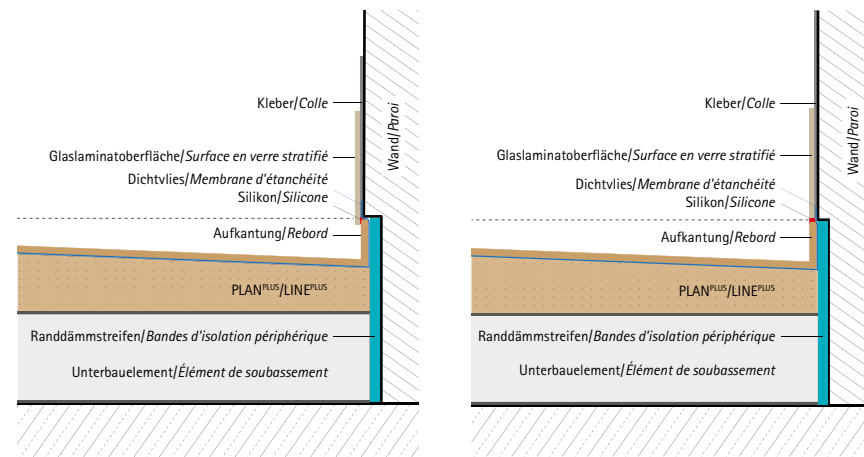 Kleber/Colle
Wand/Paroi
Glaslaminatoberfläche/Surface en verre stratifié
Dichtvlies/Membrane d'étanchéité
Silikon/Silicone
Aufkantung/Rebord
PLANPLUS/LINEPLUS
Randdämmstreifen/Bandes d'isolation périphérique
Unterbauelement/Élément de soubassement
Kleber/Colle
Wand/Paroi
Glaslaminatoberfläche/Surface en verre stratifié
Dichtvlies/Membrane d'étanchéité
Silikon/Silicone
Aufkantung/Rebord
PLANPLUS/LINEPLUS
Randdämmstreifen/Bandes d'isolation périphérique
Unterbauelement/Élément de soubassement